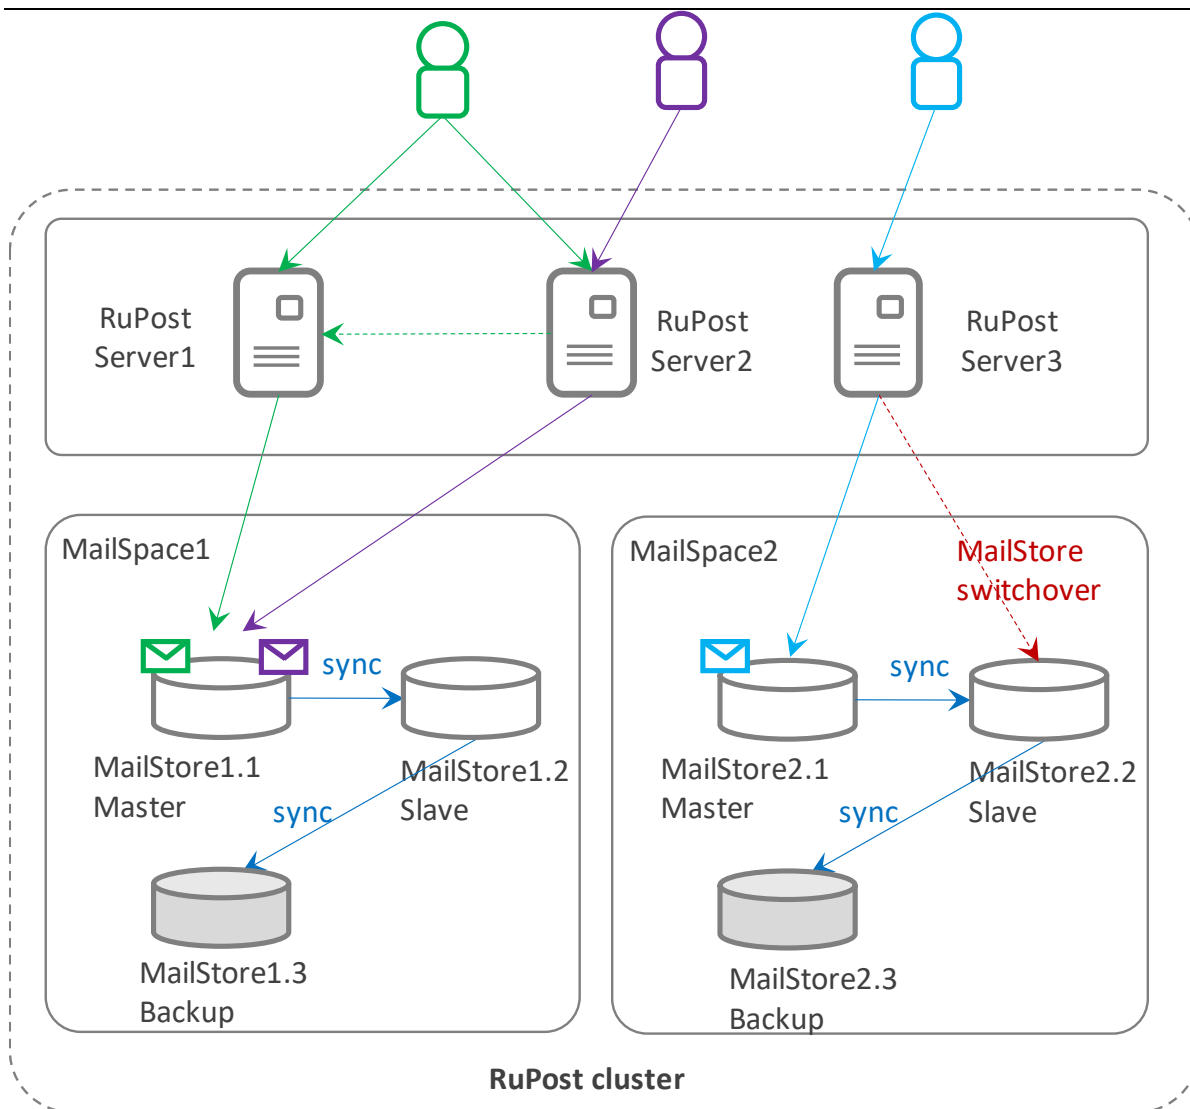 RuPost
Server1
RuPost
Server2
RuPost
Server3
MailSpace1
sync
MailStore1.1
Master
MailStore1.2
Slave
sync
MailStore1.3
Backup
MailSpace2
MailStore
switchover
sync
MailStore2.1
Master
MailStore2.2
Slave
sync
MailStore2.3
Backup
RuPost cluster